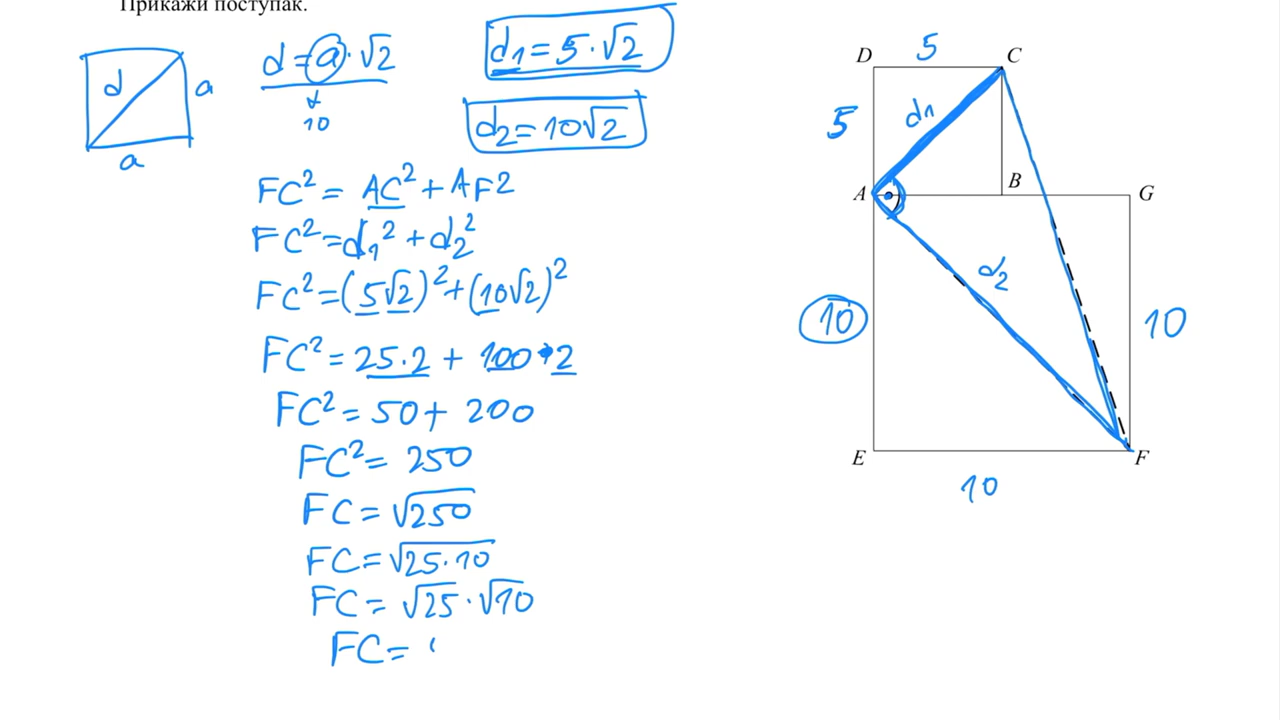 Прикажи поступак.
d = a · √2
10
d
a
a
d1 = 5 · √2
d2 = 10√2
FC² = AC² + AF2
FC² = d1² + d2²
FC² = (5√2)² + (10√2)²
FC² = 25·2 + 100·2
FC² = 50 + 200
FC² = 250
FC = √250
FC = √25·10
FC = √25 · √10
FC =
D
5
C
5
d1
A
B
G
d2
10
10
E
F
10